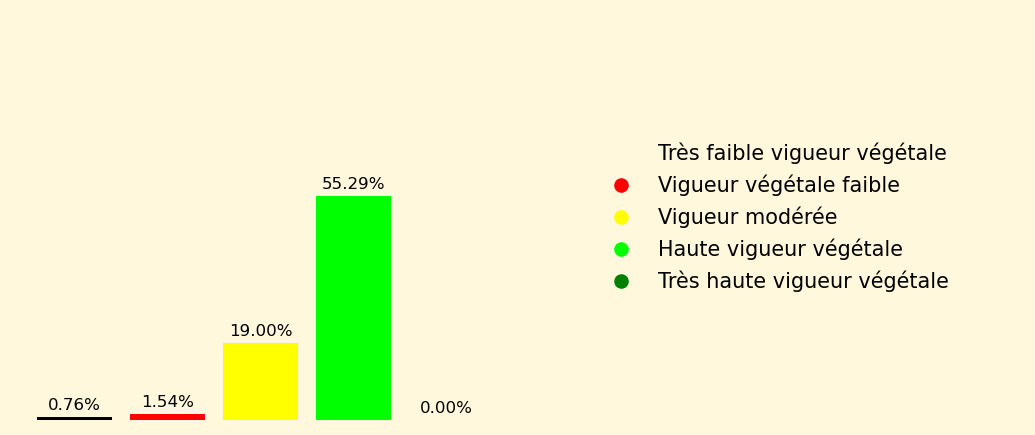 55.29%
19.00%
0.76%
1.54%
0.00%
Très faible vigueur végétale
Vigueur végétale faible
Vigueur modérée
Haute vigueur végétale
Très haute vigueur végétale